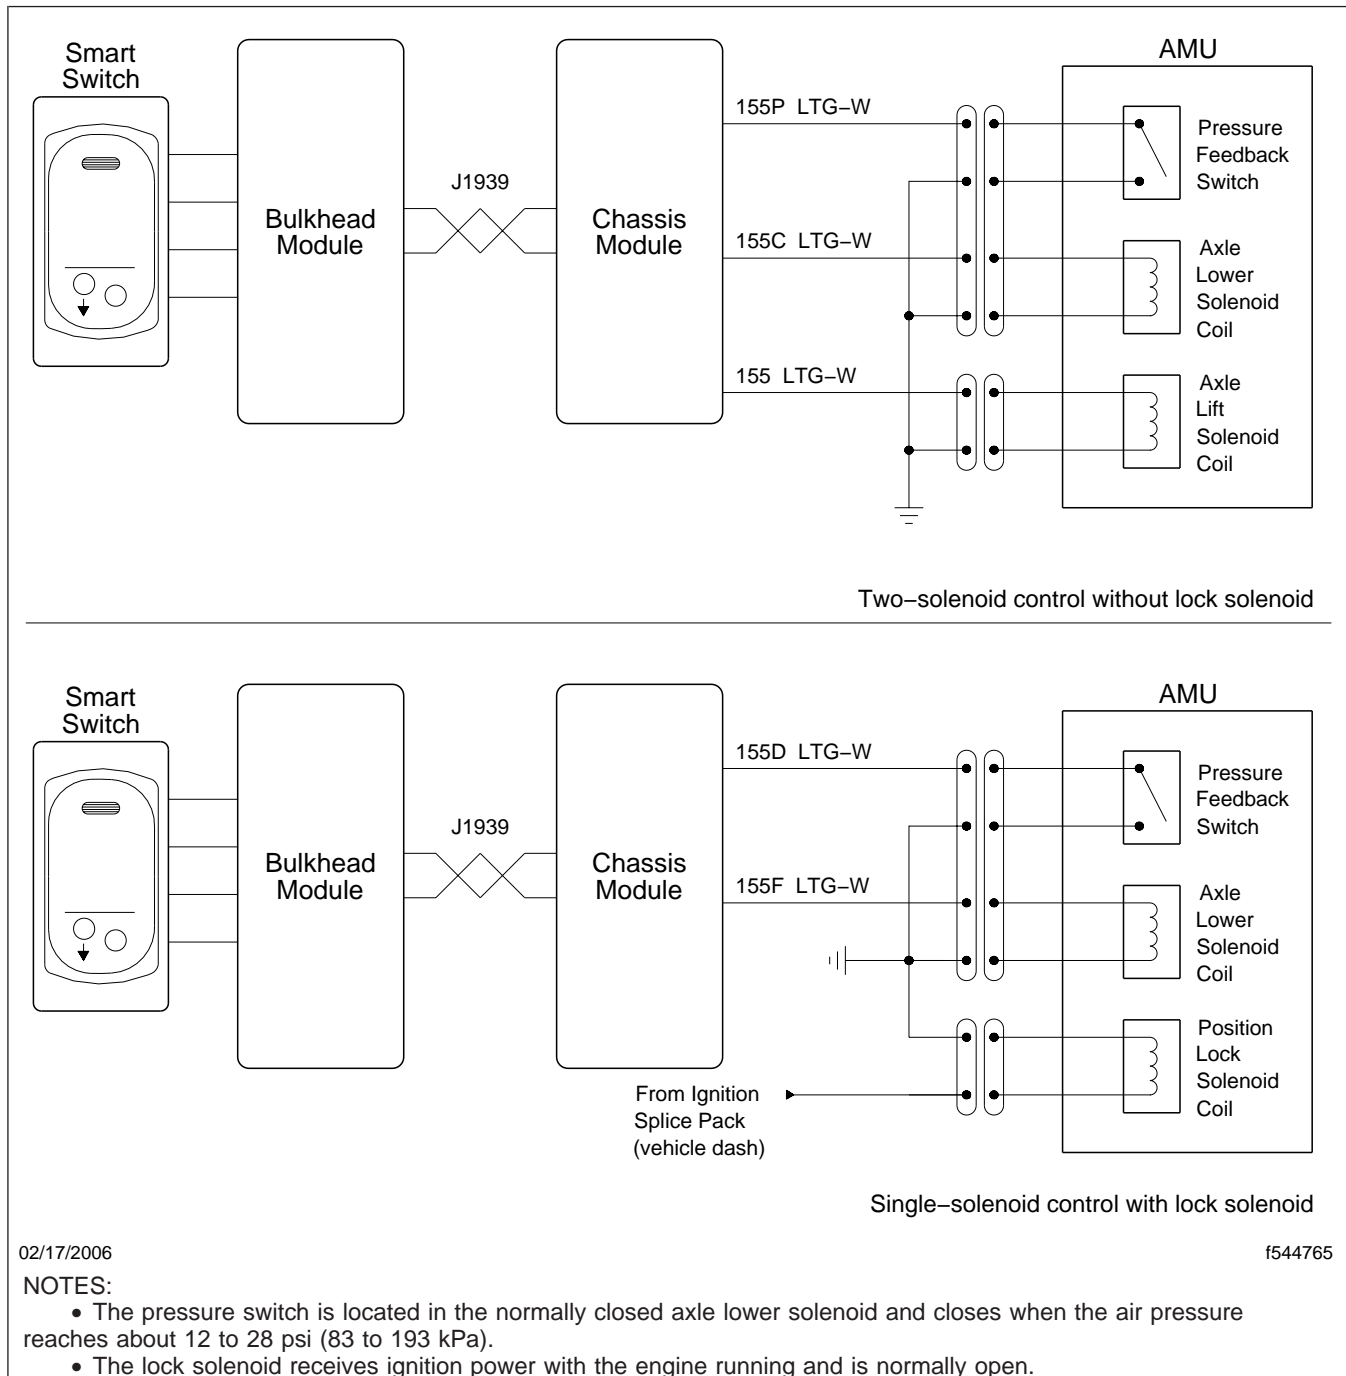 Smart
Switch
Bulkhead
Module
J1939
Chassis
Module
155P LTG–W
155C LTG–W
155 LTG–W
AMU
Pressure
Feedback
Switch
Axle
Lower
Solenoid
Coil
Axle
Lift
Solenoid
Coil
Two–solenoid control without lock solenoid
Smart
Switch
Bulkhead
Module
J1939
Chassis
Module
155D LTG–W
155F LTG–W
From Ignition
Splice Pack
(vehicle dash)
AMU
Pressure
Feedback
Switch
Axle
Lower
Solenoid
Coil
Position
Lock
Solenoid
Coil
Single–solenoid control with lock solenoid
02/17/2006
f544765
NOTES:
• The pressure switch is located in the normally closed axle lower solenoid and closes when the air pressure
reaches about 12 to 28 psi (83 to 193 kPa).
• The lock solenoid receives ignition power with the engine running and is normally open.